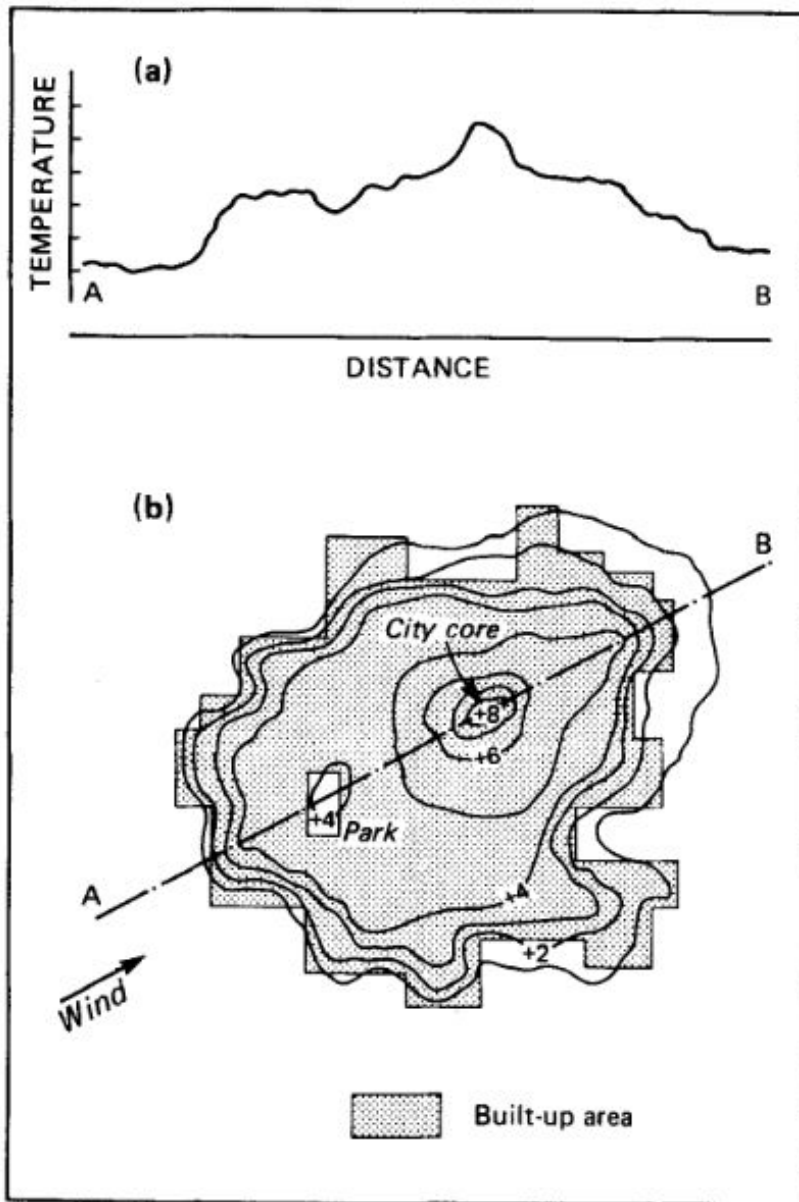 (a)
TEMPERATURE
A
B
DISTANCE
(b)
B
City core
+8
+6
+4
Park
A
+4
+2
Wind
Built-up area